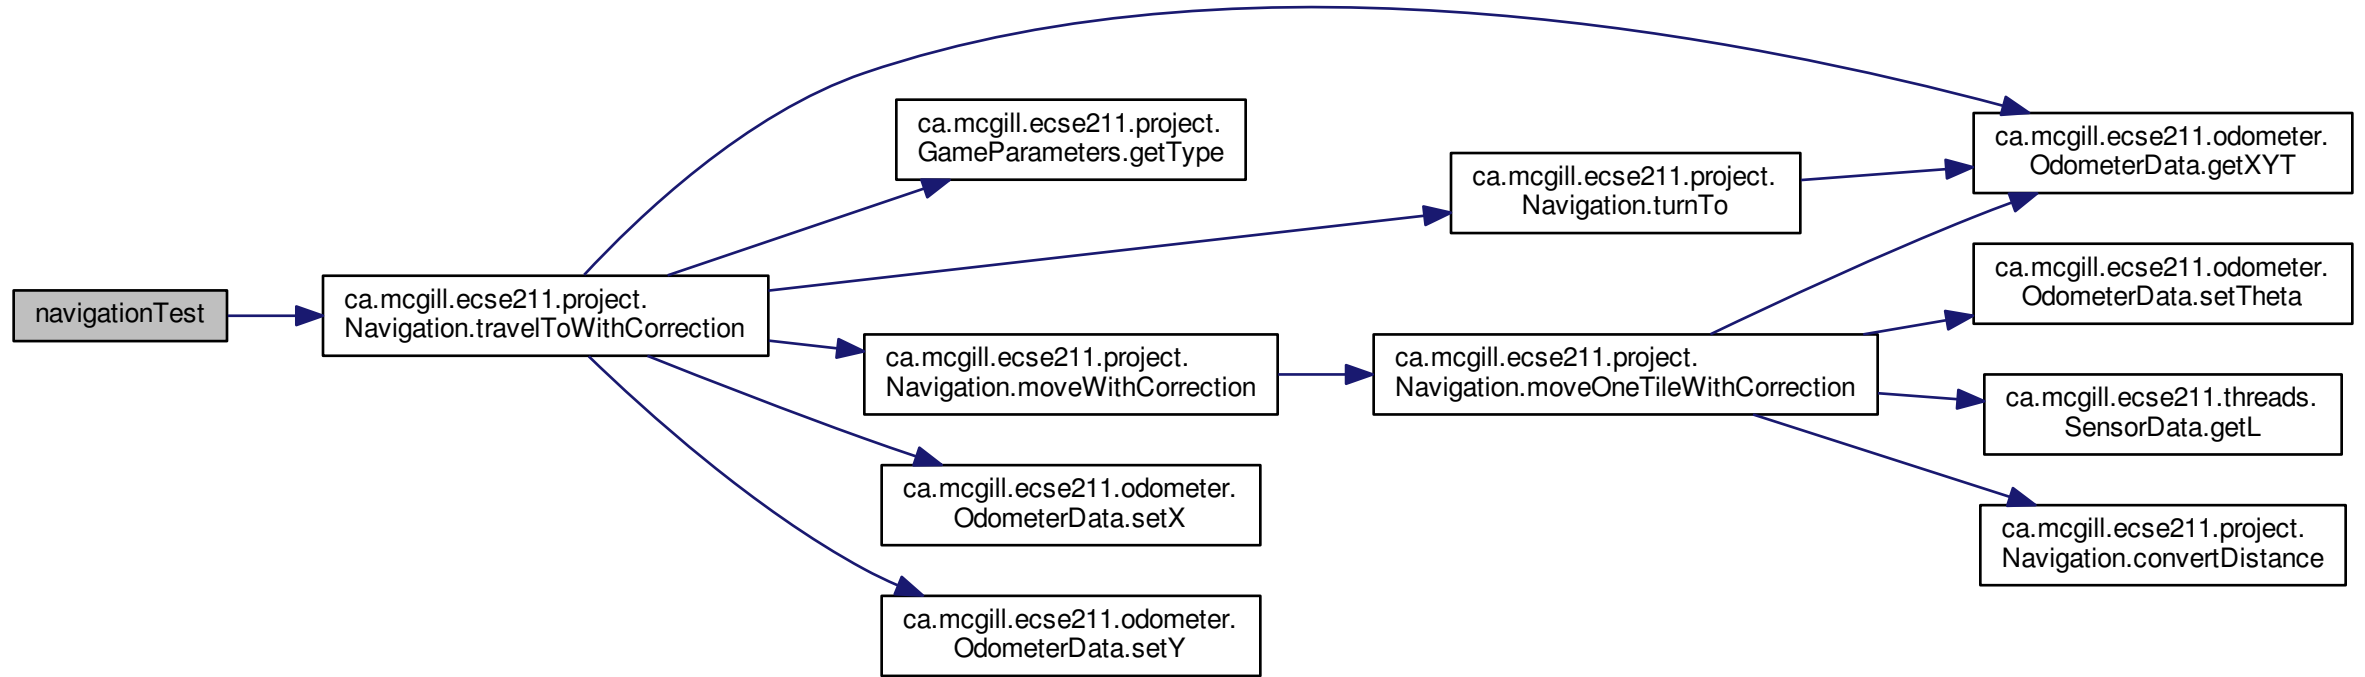 navigationTest
ca.mcgill.ecse211.project.
Navigation.travelToWithCorrection
ca.mcgill.ecse211.project.
GameParameters.getType
ca.mcgill.ecse211.project.
Navigation.moveWithCorrection
ca.mcgill.ecse211.odometer.
OdometerData.setX
ca.mcgill.ecse211.odometer.
OdometerData.setY
ca.mcgill.ecse211.project.
Navigation.turnTo
ca.mcgill.ecse211.project.
Navigation.moveOneTileWithCorrection
ca.mcgill.ecse211.odometer.
OdometerData.getXYT
ca.mcgill.ecse211.odometer.
OdometerData.setTheta
ca.mcgill.ecse211.threads.
SensorData.getL
ca.mcgill.ecse211.project.
Navigation.convertDistance